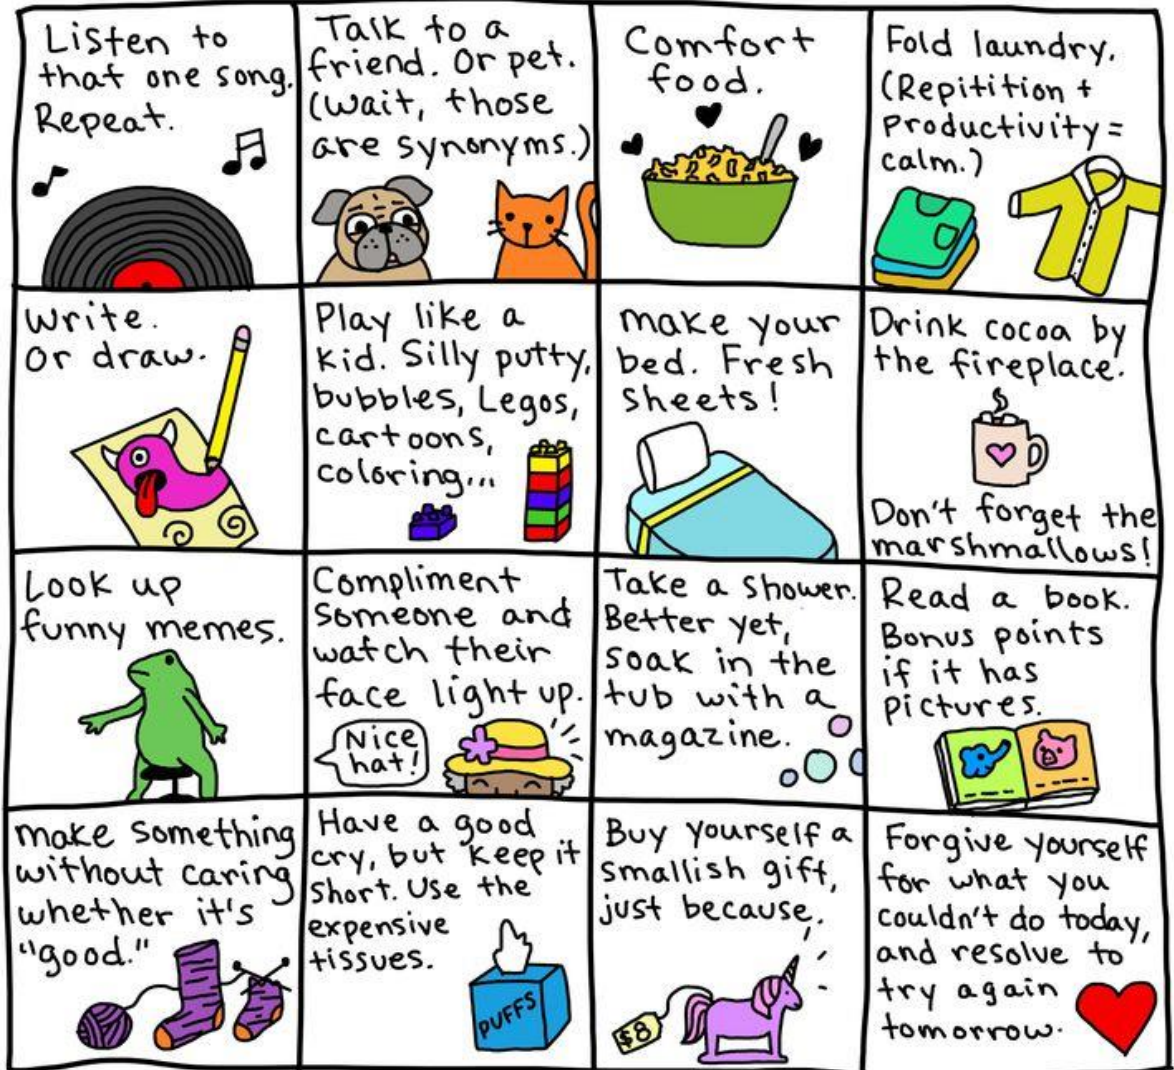 Listen to
that one song.
Repeat.
Talk to a
friend. Or pet.
(wait, those
are synonyms.)
Comfort
food.
Fold laundry.
(Repitition +
Productivity =
calm.)
Write.
Or draw.
Play like a
kid. Silly putty,
bubbles, Legos,
cartoons,
coloring...
make your
bed. Fresh
sheets!
Drink cocoa by
the fireplace.
Don't forget the
marshmallows!
Look up
funny memes.
Compliment
someone and
watch their
face light up.
Nice
hat!
Take a shower.
Better yet,
soak in the
tub with a
magazine.
Read a book.
Bonus points
if it has
pictures.
make something
without caring
whether it's
"good."
Have a good
cry, but keep it
short. Use the
expensive
tissues.
PUFFS
Buy yourself a
smallish gift,
just because.
$8
Forgive yourself
for what you
couldn't do today,
and resolve to
try again
tomorrow.